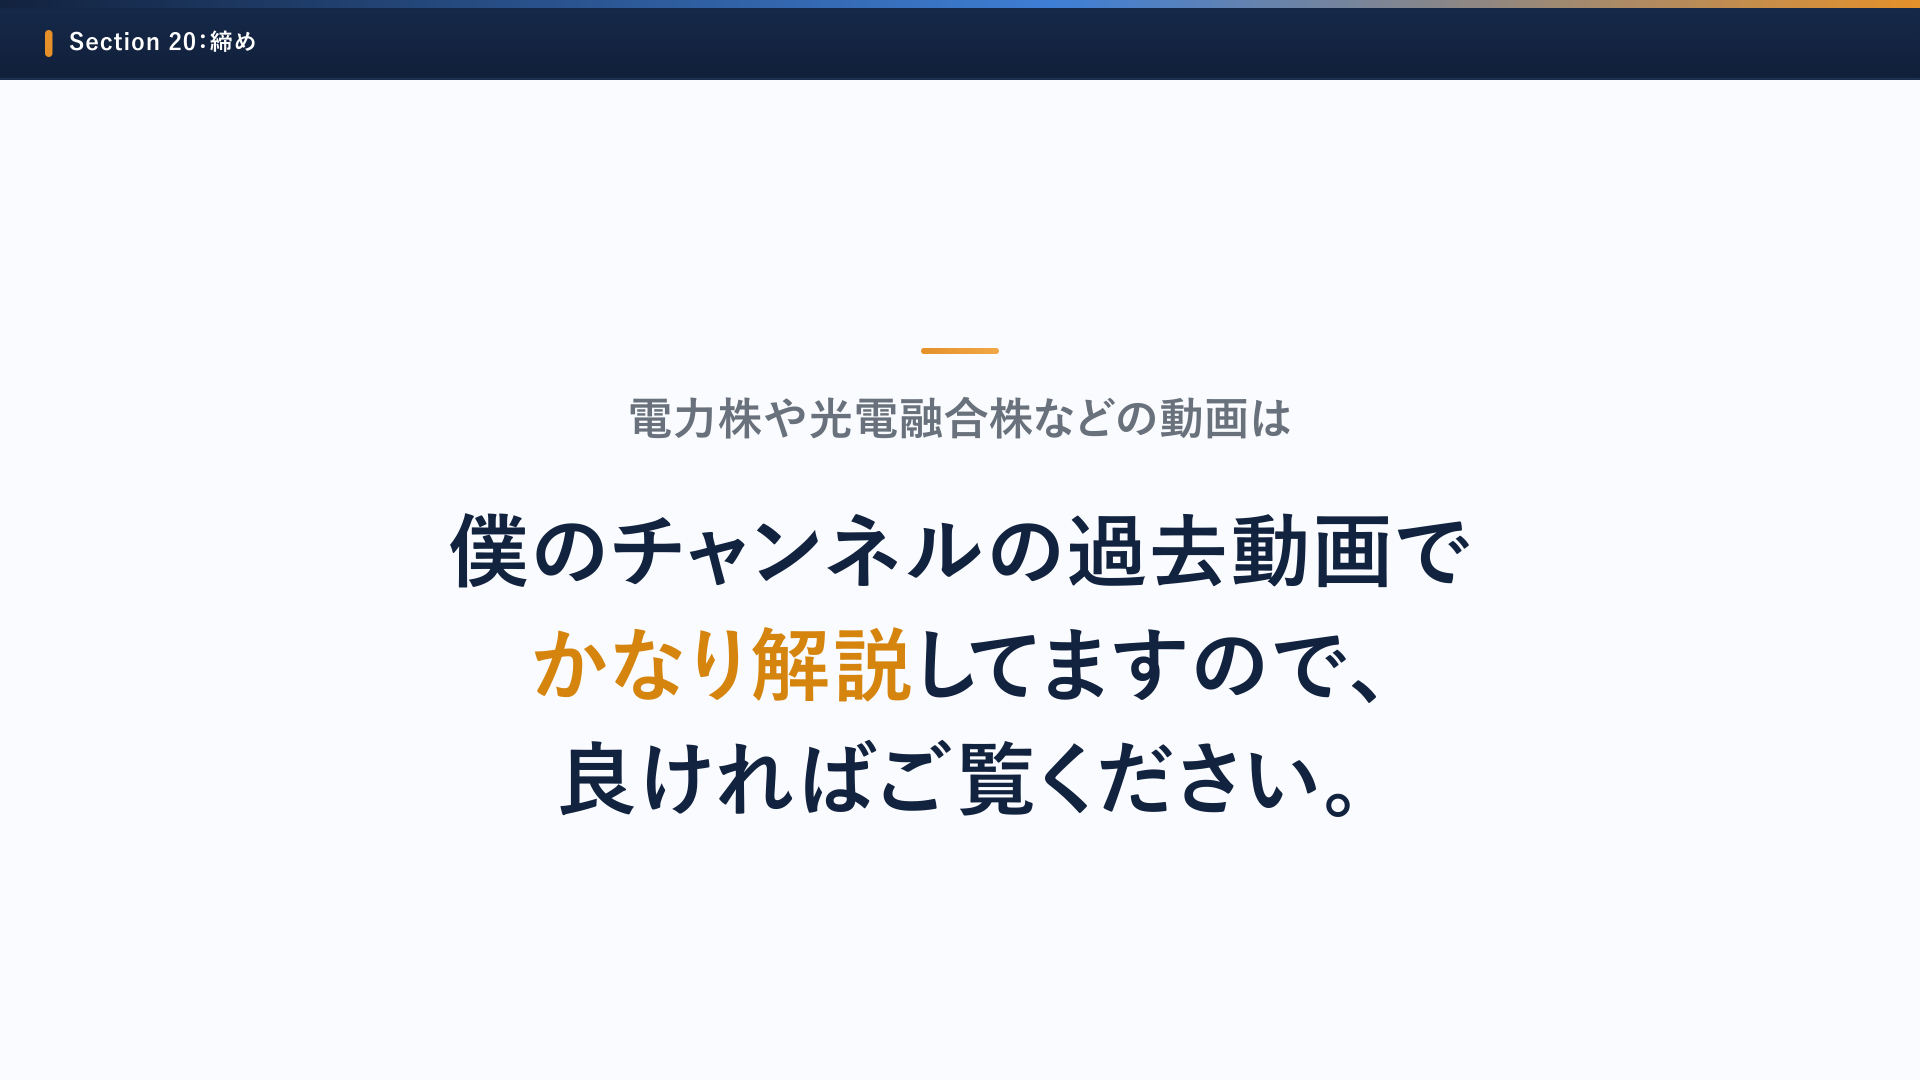 Section 20：締め
電力株や光電融合株などの動画は
僕のチャンネルの過去動画で
かなり解説してますので、
良ければご覧ください。